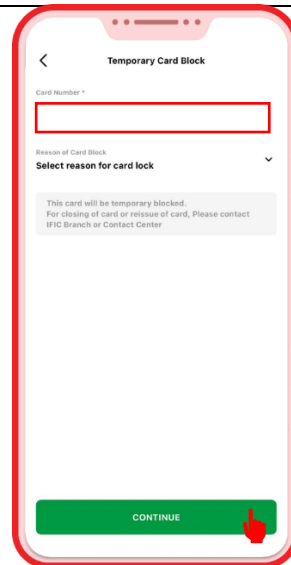 Temporary Card Block
Card Number *
Reason of Card Block
Select reason for card lock
This card will be temporary blocked.
For closing of card or reissue of card, Please contact
IFIC Branch or Contact Center
CONTINUE